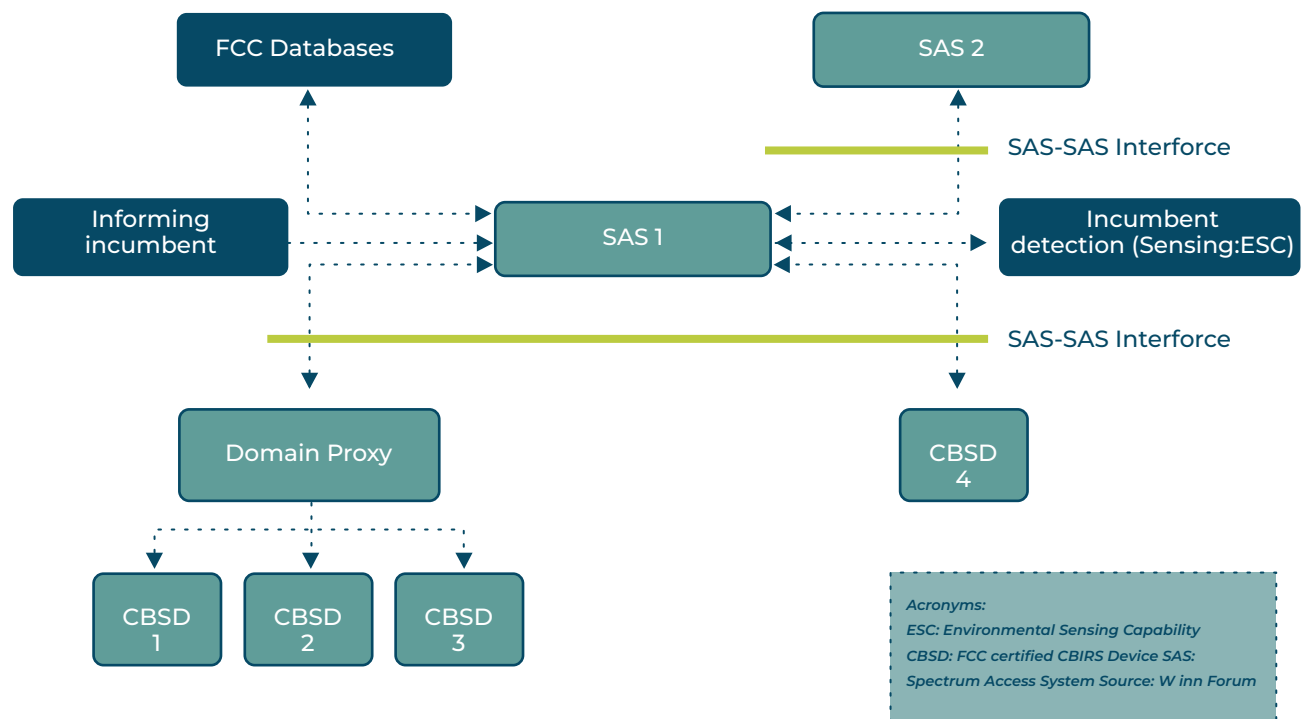 FCC Databases
SAS 2
SAS-SAS Interforce
Informing
incumbent
SAS 1
Incumbent
detection (Sensing:ESC)
SAS-SAS Interforce
Domain Proxy
CBSD
4
CBSD
1
CBSD
2
CBSD
3
Acronyms:
ESC: Environmental Sensing Capability
CBSD: FCC certified CBIRS Device SAS:
Spectrum Access System Source: W inn Forum